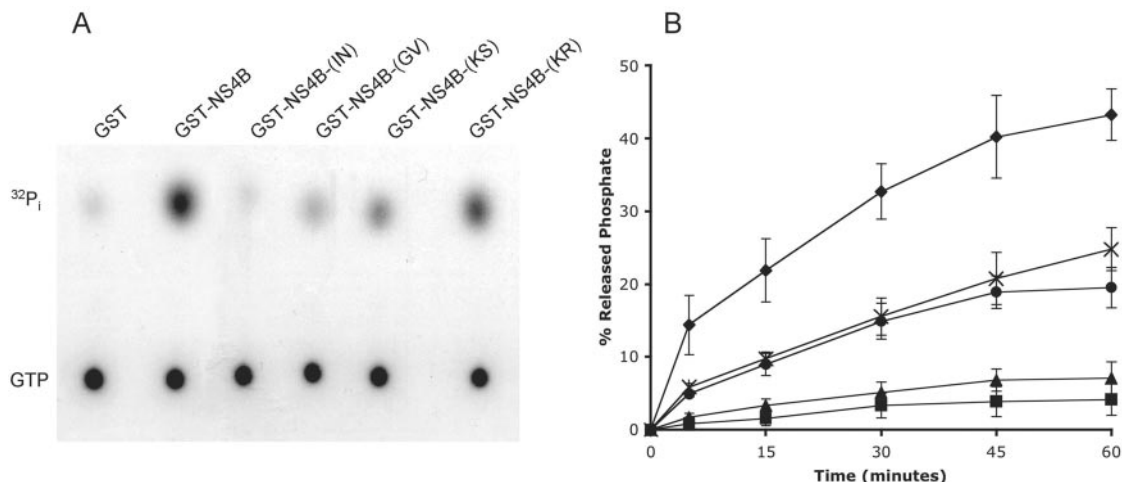 A
GST
GST-NS4B
GST-NS4B-(IN)
GST-NS4B-(GV)
GST-NS4B-(KS)
GST-NS4B-(KR)
³²Pᵢ
GTP
B
% Released Phosphate
50
40
30
20
10
0
0 15 30 45 60
Time (minutes)